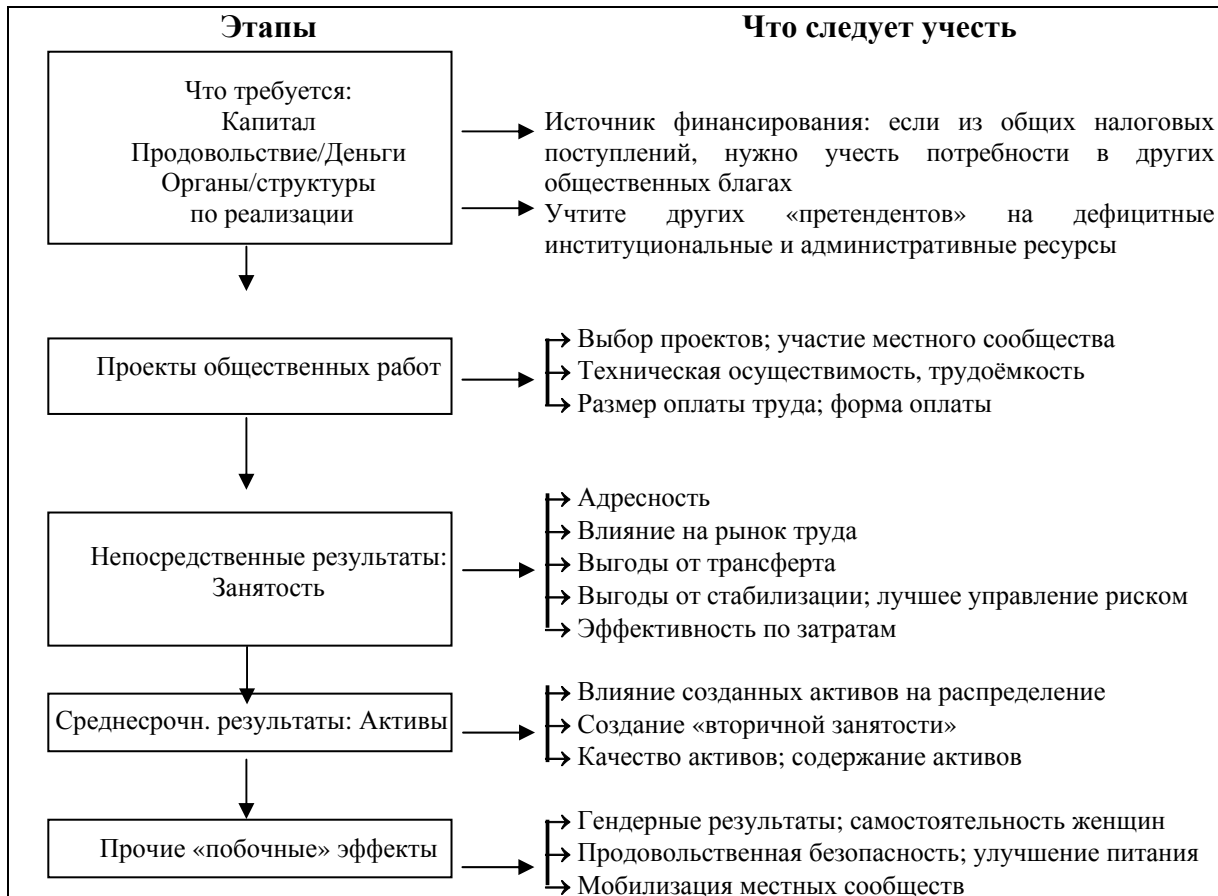 Этапы
Что следует учесть
Что требуется:
Капитал
Продовольствие/Деньги
Органы/структуры
по реализации
Источник финансирования: если из общих налоговых
поступлений, нужно учесть потребности в других
общественных благах
Учтите других «претендентов» на дефицитные
институциональные и административные ресурсы
Проекты общественных работ
Выбор проектов; участие местного сообщества
Техническая осуществимость, трудоёмкость
Размер оплаты труда; форма оплаты
Непосредственные результаты:
Занятость
Адресность
Влияние на рынок труда
Выгоды от трансферта
Выгоды от стабилизации; лучшее управление риском
Эффективность по затратам
Среднесрочн. результаты: Активы
Влияние созданных активов на распределение
Создание «вторичной занятости»
Качество активов; содержание активов
Прочие «побочные» эффекты
Гендерные результаты; самостоятельность женщин
Продовольственная безопасность; улучшение питания
Мобилизация местных сообществ